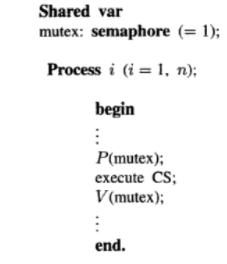 Shared var
mutex: semaphore (= 1);
Process i (i = 1, n);
begin
⋮
P(mutex);
execute CS;
V(mutex);
⋮
end.